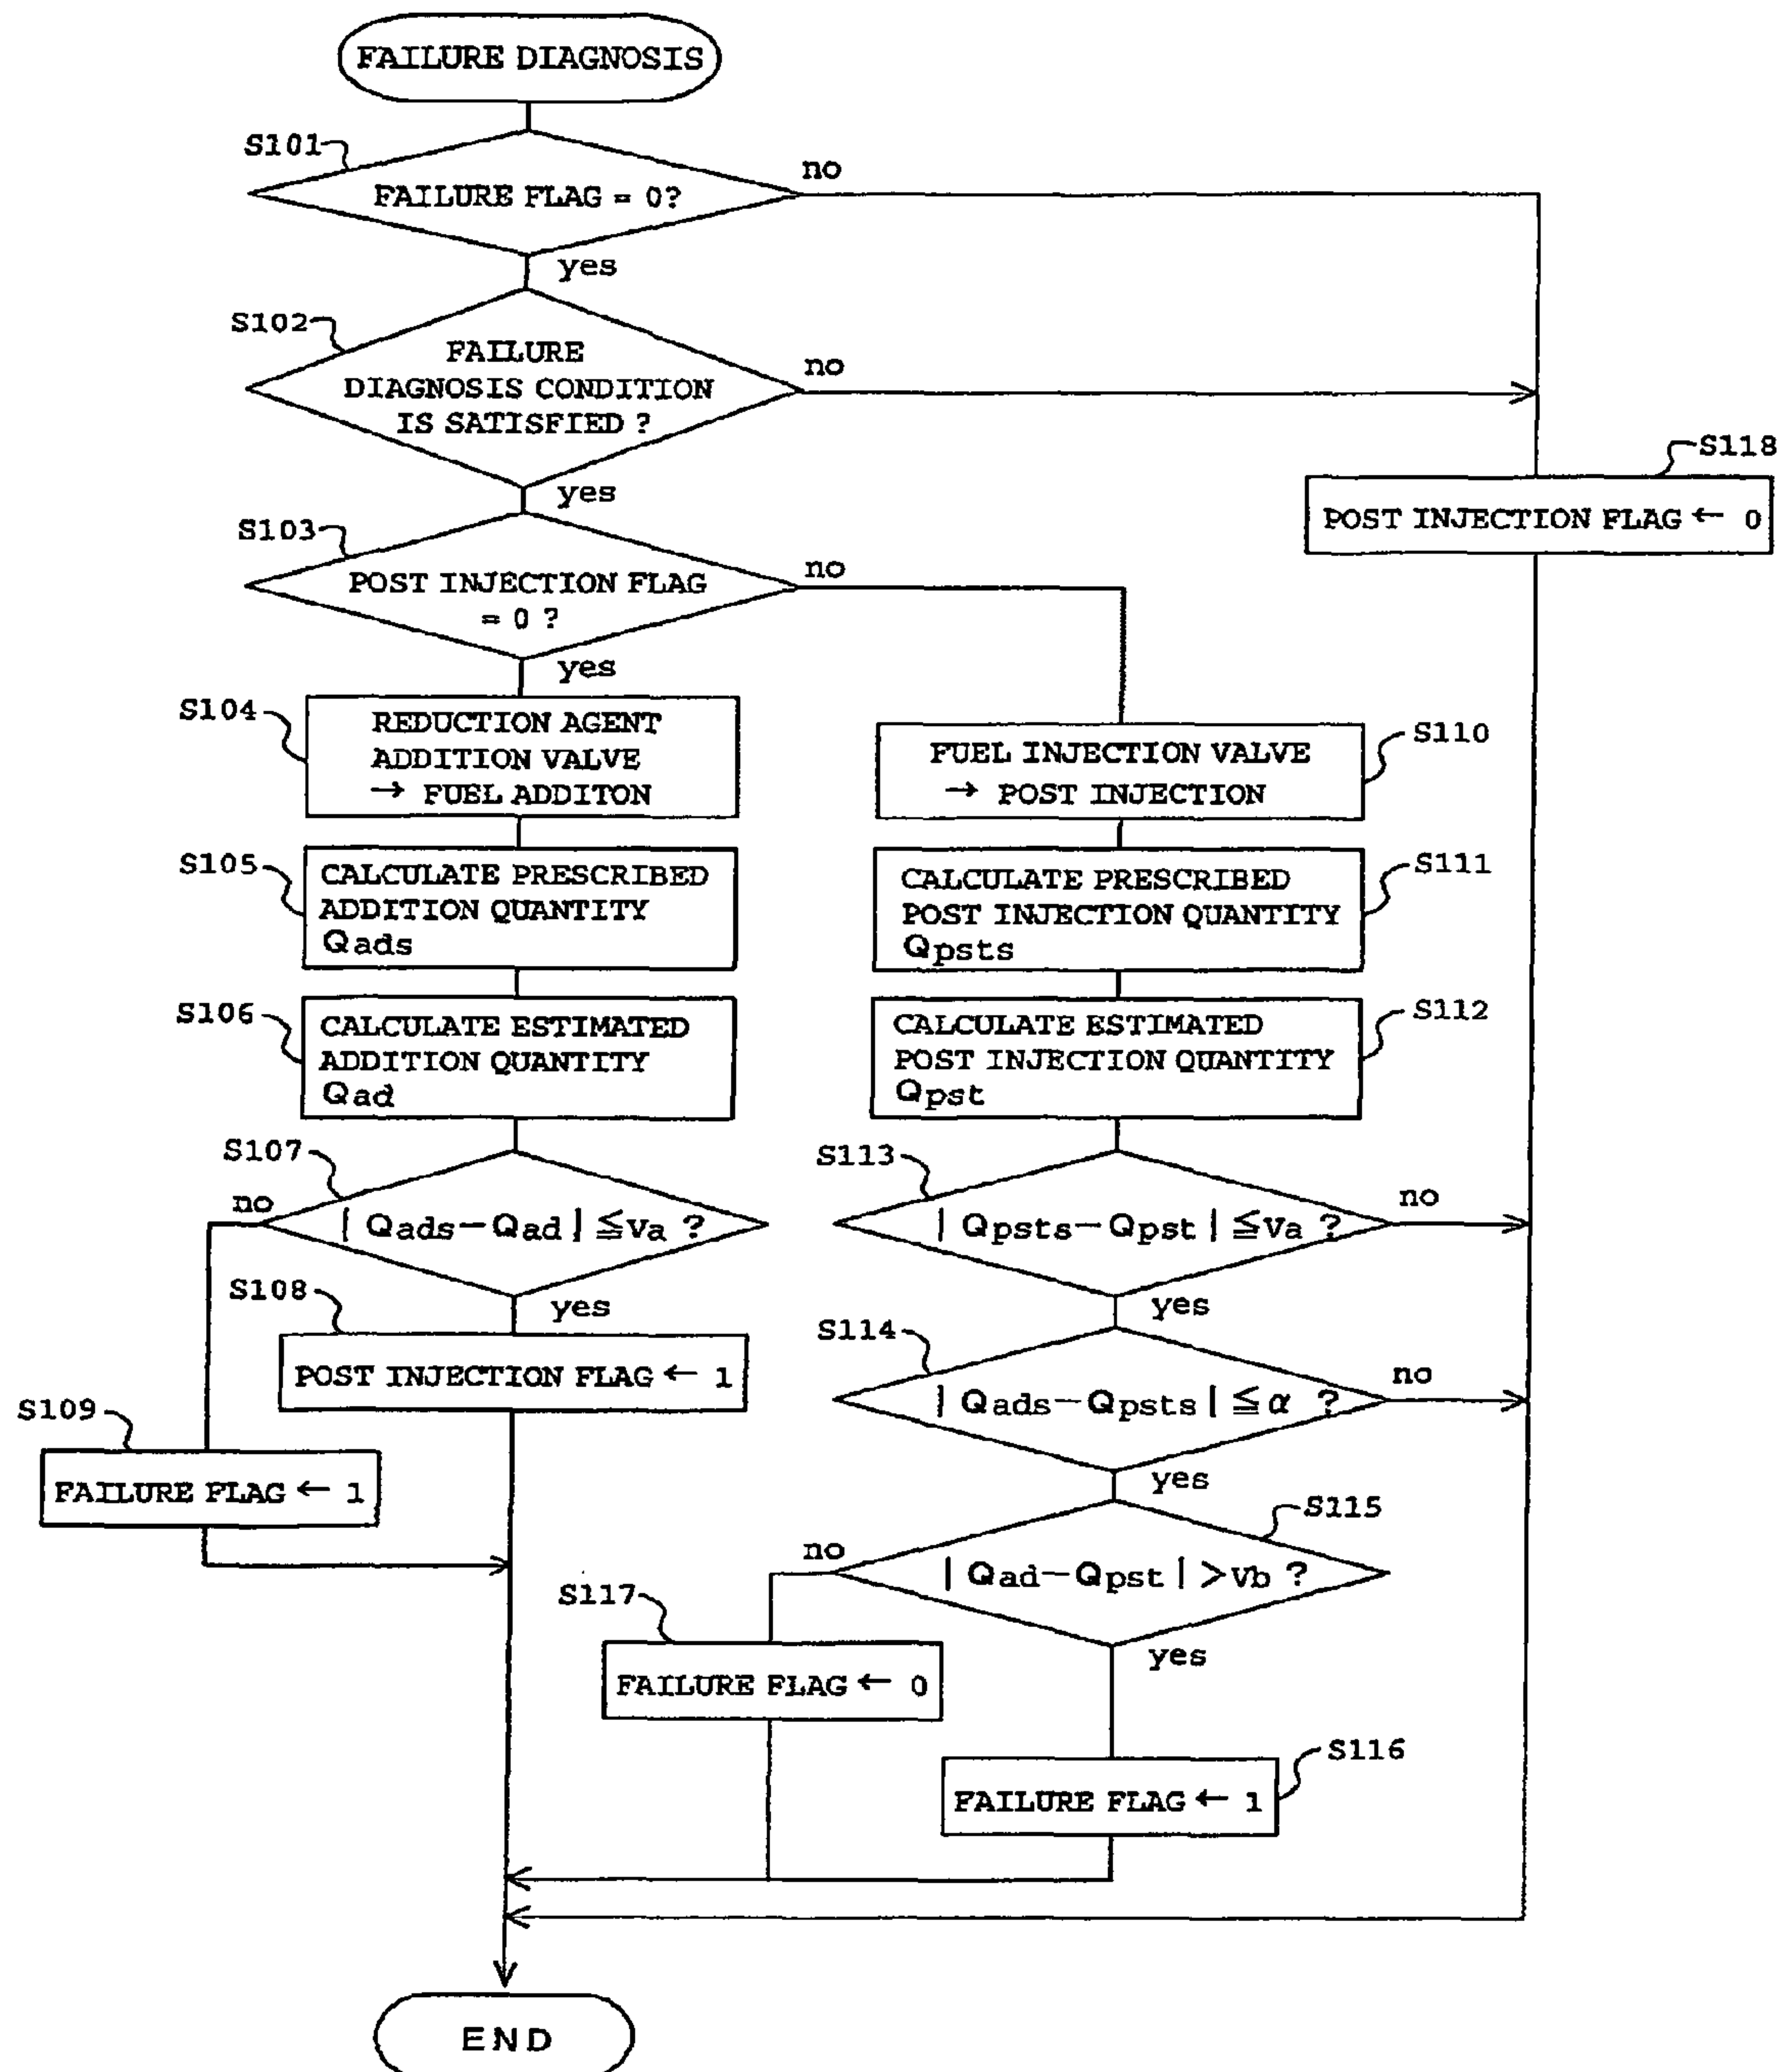 FAILURE DIAGNOSIS
S101
FAILURE FLAG = 0?
no
yes
S102
FAILURE
DIAGNOSIS CONDITION
IS SATISFIED ?
no
yes
S118
POST INJECTION FLAG ← 0
S103
POST INJECTION FLAG
= 0 ?
no
yes
S104
REDUCTION AGENT
ADDITION VALVE
→ FUEL ADDITON
S110
FUEL INJECTION VALVE
→ POST INJECTION
S105
CALCULATE PRESCRIBED
ADDITION QUANTITY
Qads
S111
CALCULATE PRESCRIBED
POST INJECTION QUANTITY
Qpsts
S106
CALCULATE ESTIMATED
ADDITION QUANTITY
Qad
S112
CALCULATE ESTIMATED
POST INJECTION QUANTITY
Qpst
S107
no
| Qads−Qad | ≦Va ?
yes
S113
| Qpsts−Qpst | ≦Va ?
no
yes
S108
POST INJECTION FLAG ← 1
S114
| Qads−Qpsts | ≦ α ?
no
yes
S109
FAILURE FLAG ← 1
S115
no
| Qad−Qpst | >Vb ?
yes
S117
FAILURE FLAG ← 0
S116
FAILURE FLAG ← 1
END